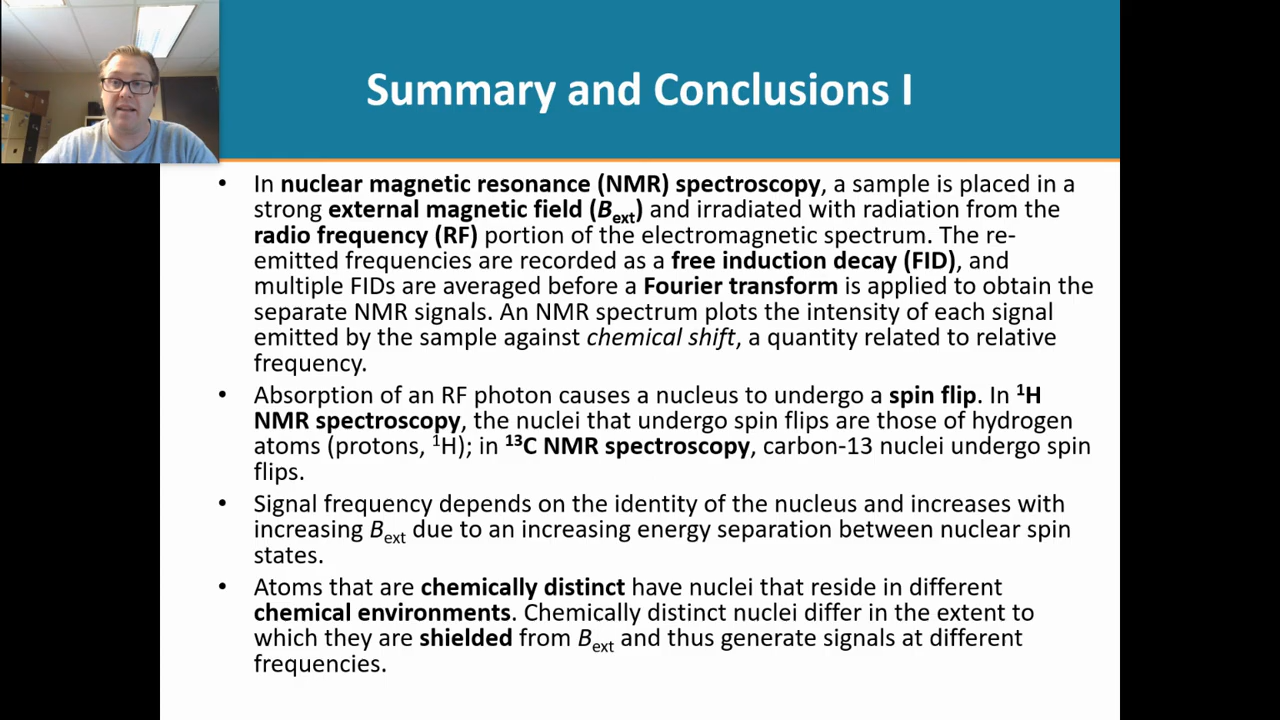 Summary and Conclusions I
• In nuclear magnetic resonance (NMR) spectroscopy, a sample is placed in a
strong external magnetic field (Bext) and irradiated with radiation from the
radio frequency (RF) portion of the electromagnetic spectrum. The re-
emitted frequencies are recorded as a free induction decay (FID), and
multiple FIDs are averaged before a Fourier transform is applied to obtain the
separate NMR signals. An NMR spectrum plots the intensity of each signal
emitted by the sample against chemical shift, a quantity related to relative
frequency.
• Absorption of an RF photon causes a nucleus to undergo a spin flip. In ¹H
NMR spectroscopy, the nuclei that undergo spin flips are those of hydrogen
atoms (protons, ¹H); in ¹³C NMR spectroscopy, carbon-13 nuclei undergo spin
flips.
• Signal frequency depends on the identity of the nucleus and increases with
increasing Bext due to an increasing energy separation between nuclear spin
states.
• Atoms that are chemically distinct have nuclei that reside in different
chemical environments. Chemically distinct nuclei differ in the extent to
which they are shielded from Bext and thus generate signals at different
frequencies.